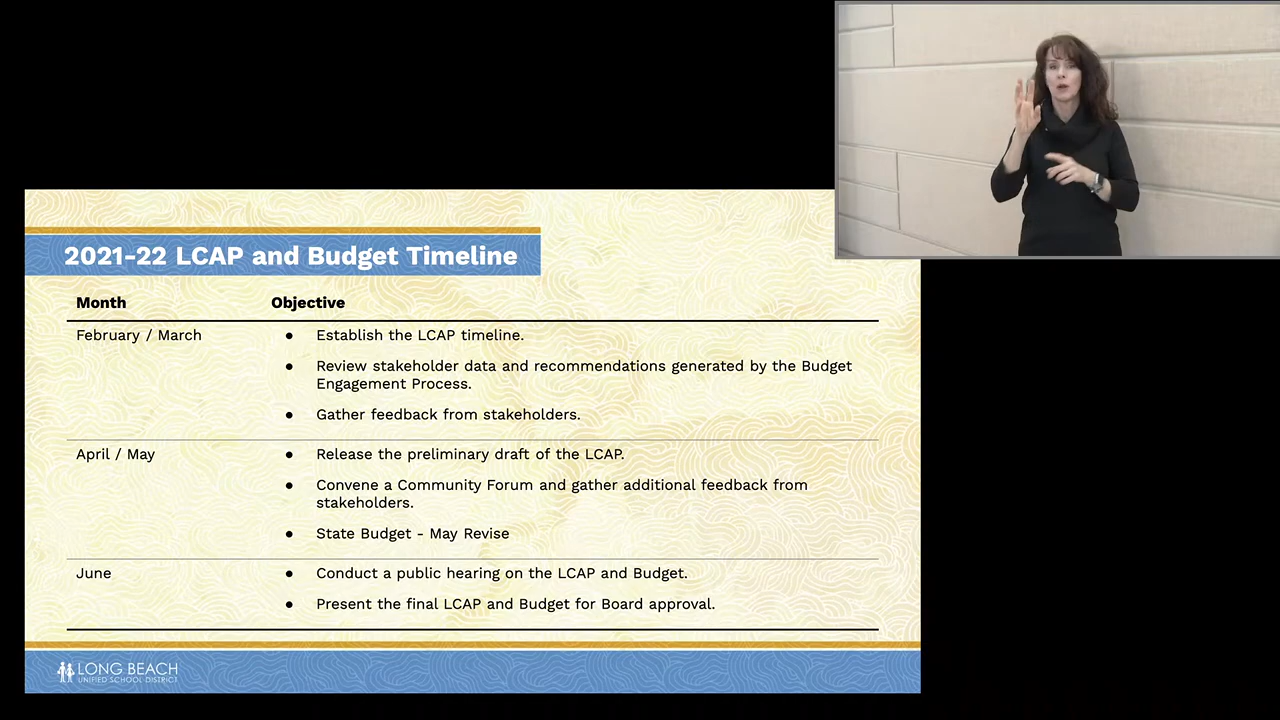 2021-22 LCAP and Budget Timeline
Month Objective
February / March ● Establish the LCAP timeline.
● Review stakeholder data and recommendations generated by the Budget
Engagement Process.
● Gather feedback from stakeholders.
April / May ● Release the preliminary draft of the LCAP.
● Convene a Community Forum and gather additional feedback from
stakeholders.
● State Budget - May Revise
June ● Conduct a public hearing on the LCAP and Budget.
● Present the final LCAP and Budget for Board approval.
LONG BEACH
UNIFIED SCHOOL DISTRICT